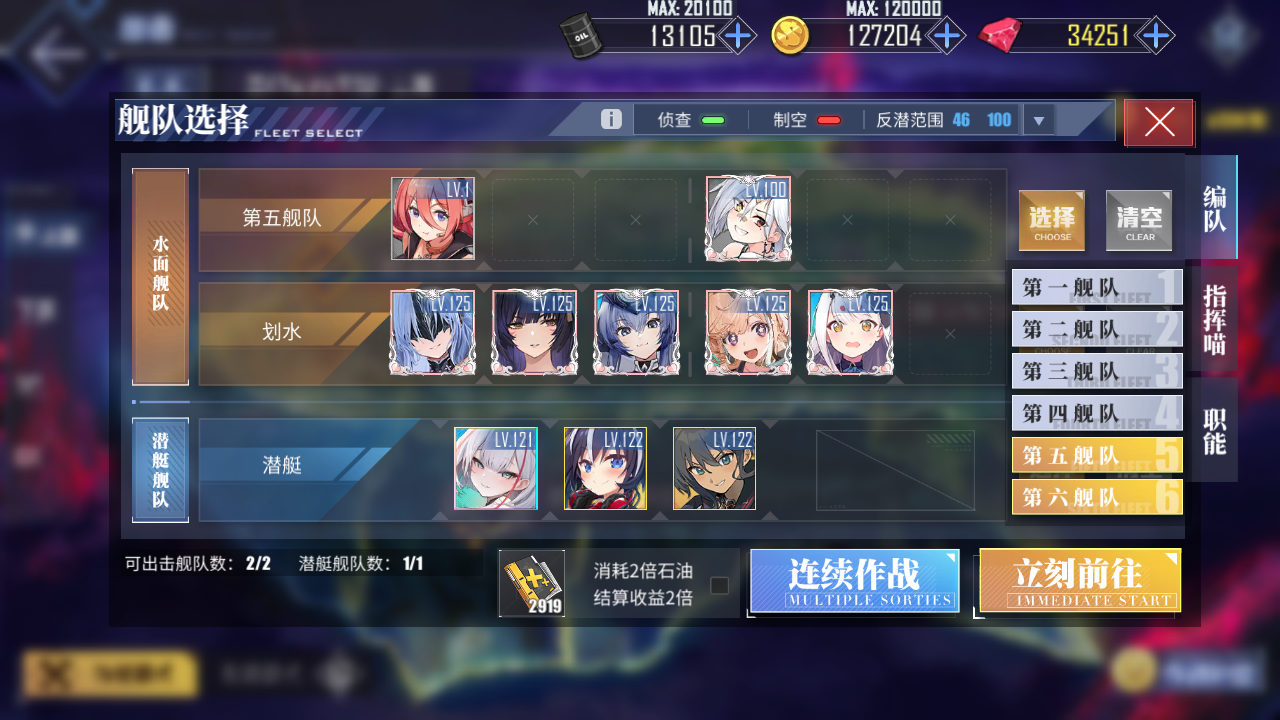 MAX: 20100
MAX: 120000
OIL
13105
127204
34251
舰队选择
FLEET SELECT
侦查
制空
反潜范围 46 100
水面舰队
第五舰队
LV.1
LV.100
选择
CHOOSE
清空
CLEAR
编队
划水
LV.125
LV.125
LV.125
LV.125
LV.125
第一舰队
1
FIRST FLEET
第二舰队
2
SECOND FLEET
第三舰队
3
THIRD FLEET
第四舰队
4
第五舰队
5
第六舰队
6
指挥喵
职能
潜艇舰队
潜艇
LV.121
LV.122
LV.122
可出击舰队数： 2/2
潜艇舰队数： 1/1
2919
消耗2倍石油
结算收益2倍
连续作战
MULTIPLE SORTIES
立刻前往
IMMEDIATE START